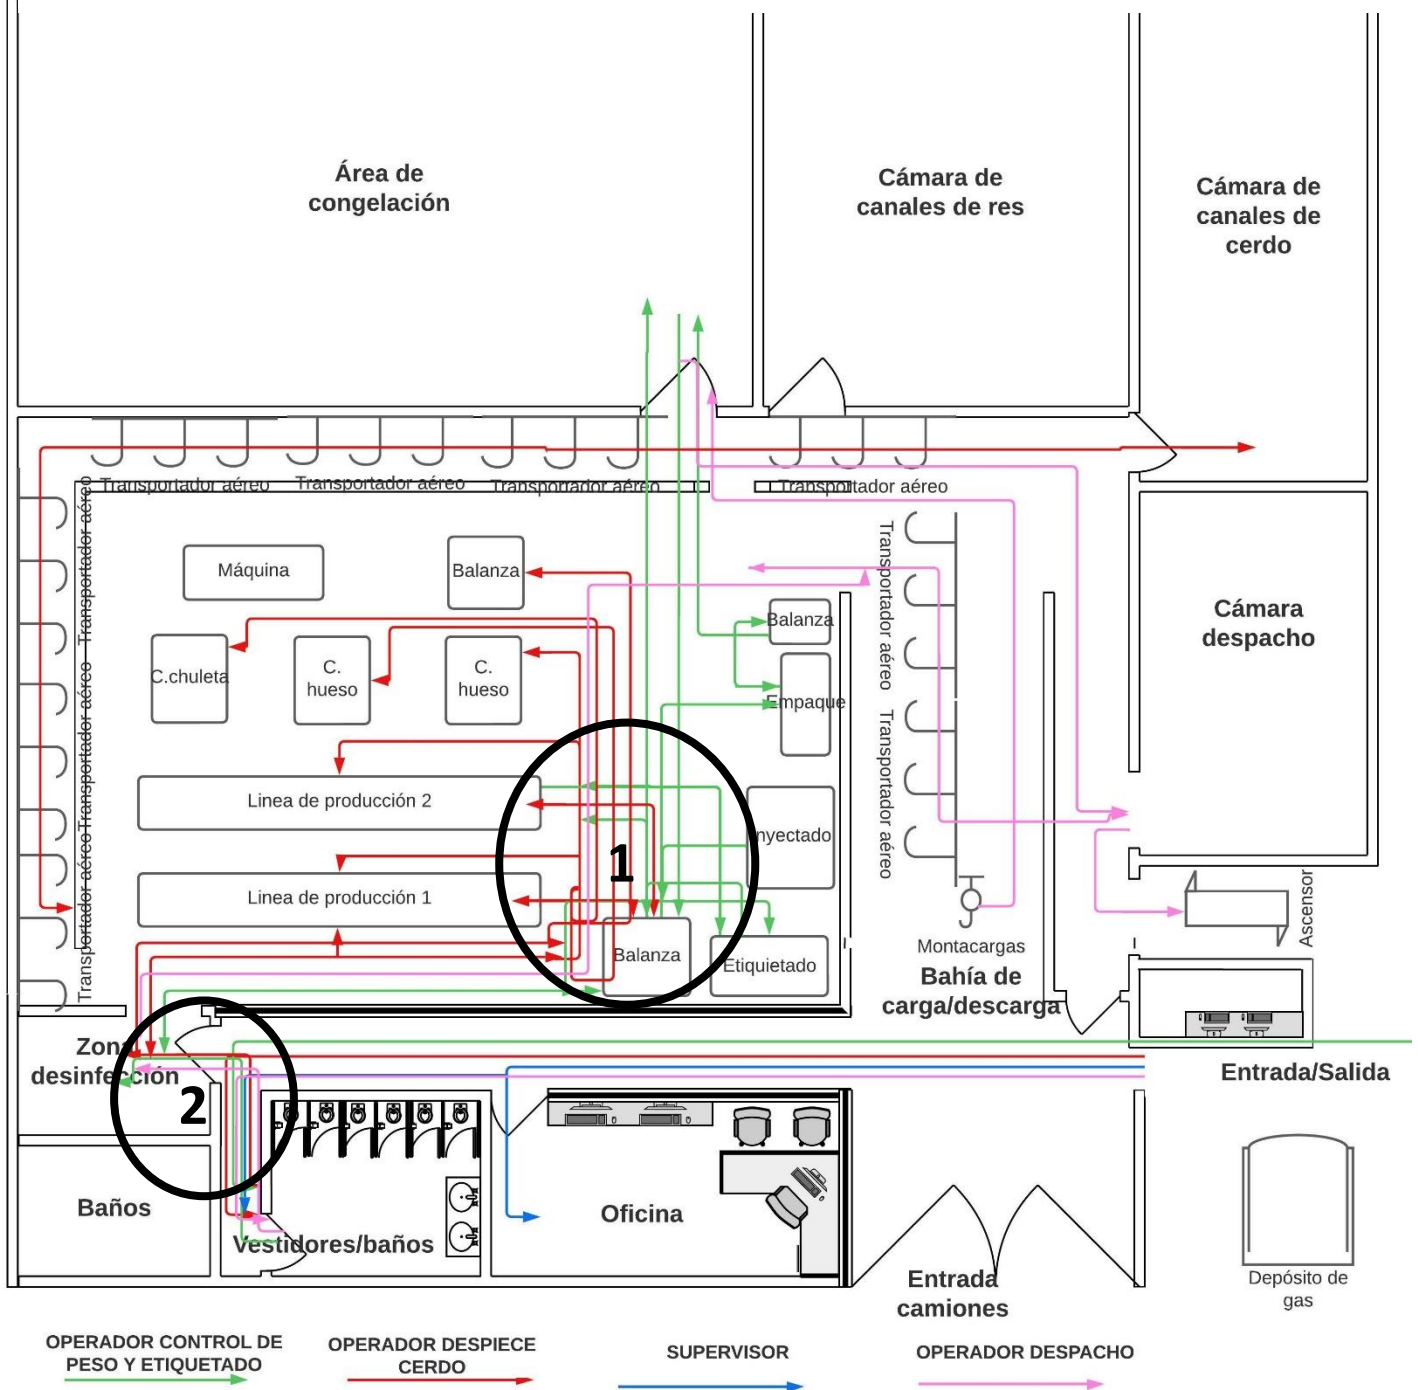 Área de
congelación
Cámara de
canales de res
Cámara de
canales de
cerdo
Transportador aéreo
Transportador aéreo
Transportador aéreo
Transportador aéreo
Transportador aéreo
Transportador aéreo
Transportador aéreo
Transportador aéreo
Transportador aéreo
Transportador aéreo
Máquina
Balanza
C.chuleta
C.
hueso
C.
hueso
Balanza
Empaque
Cámara
despacho
Linea de producción 2
nyectado
1
Linea de producción 1
Balanza
Etiquietado
Montacargas
Bahía de
carga/descarga
Ascensor
Zona
desinfección
2
Entrada/Salida
Baños
Vestidores/baños
Oficina
Entrada
camiones
Depósito de
gas
OPERADOR CONTROL DE
PESO Y ETIQUETADO
OPERADOR DESPIECE
CERDO
SUPERVISOR
OPERADOR DESPACHO